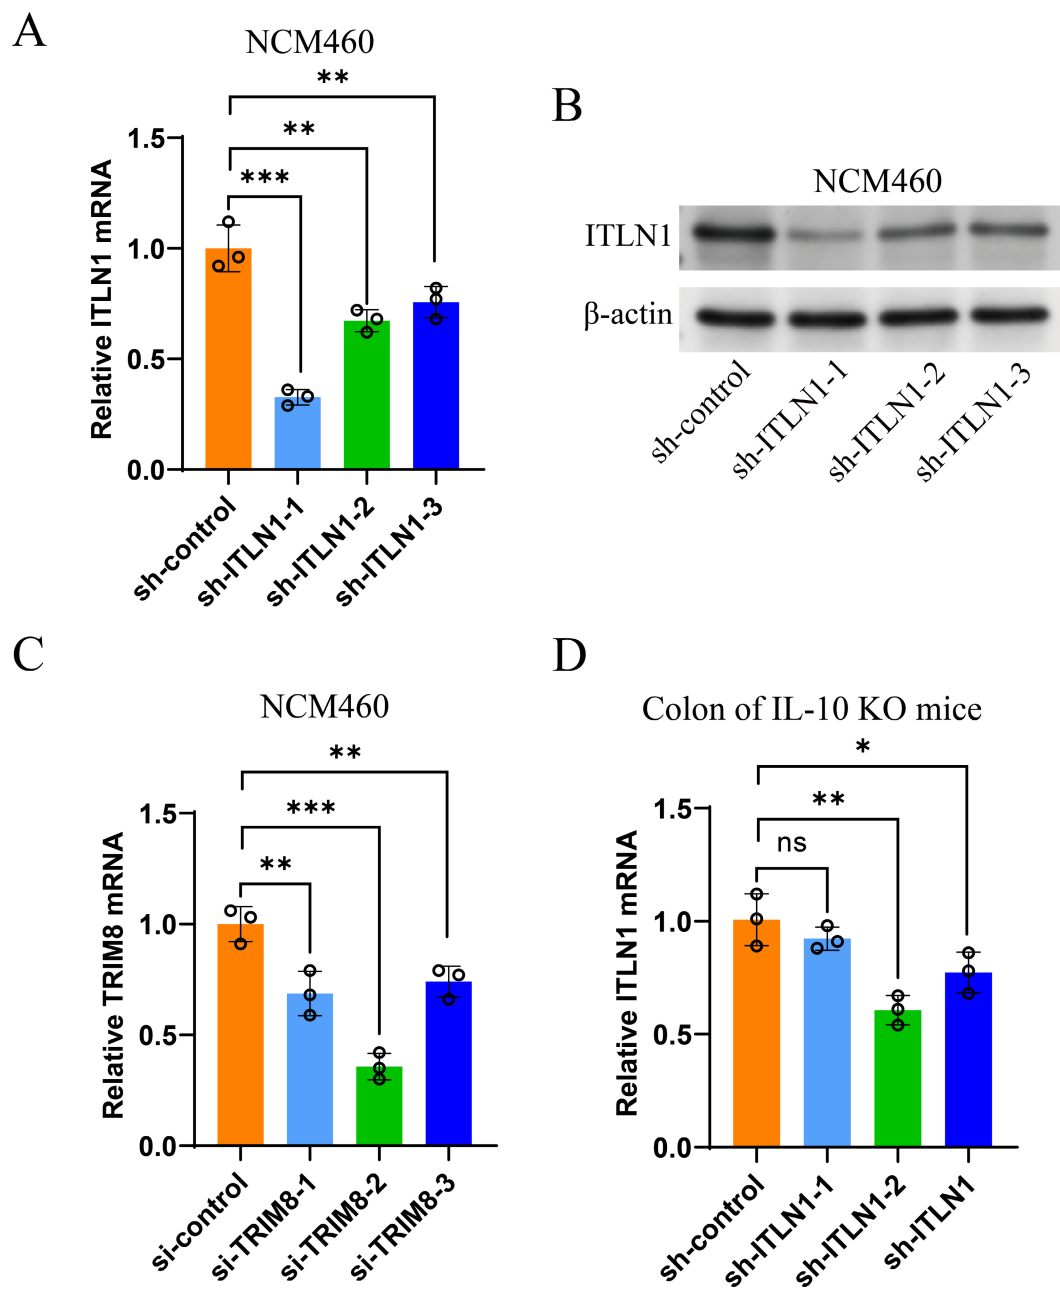 A
NCM460
**
**
***
1.5
1.0
0.5
0.0
Relative ITLN1 mRNA
sh-control
sh-ITLN1-1
sh-ITLN1-2
sh-ITLN1-3
B
NCM460
ITLN1
β-actin
sh-control
sh-ITLN1-1
sh-ITLN1-2
sh-ITLN1-3
C
NCM460
**
***
**
1.5
1.0
0.5
0.0
Relative TRIM8 mRNA
si-control
si-TRIM8-1
si-TRIM8-2
si-TRIM8-3
D
Colon of IL-10 KO mice
*
**
ns
1.5
1.0
0.5
0.0
Relative ITLN1 mRNA
sh-control
sh-ITLN1-1
sh-ITLN1-2
sh-ITLN1